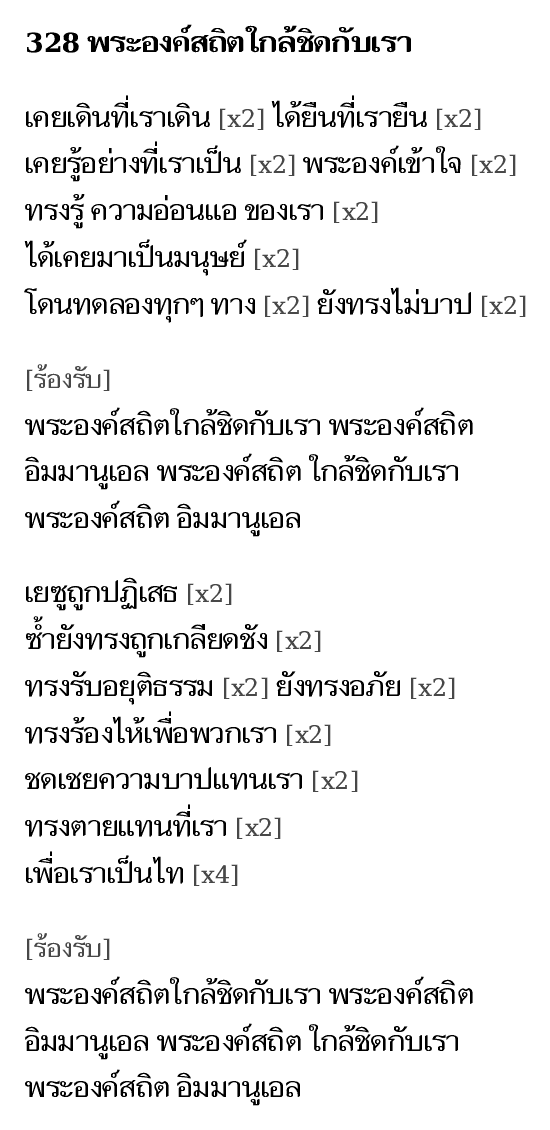 328 พระองค์สถิตใกล้ชิดกับเรา
เคยเดินที่เราเดิน [x2] ได้ยืนที่เรายืน [x2]
เคยรู้อย่างที่เราเป็น [x2] พระองค์เข้าใจ [x2]
ทรงรู้ ความอ่อนแอ ของเรา [x2]
ได้เคยมาเป็นมนุษย์ [x2]
โดนทดลองทุกๆ ทาง [x2] ยังทรงไม่บาป [x2]
[ร้องรับ]
พระองค์สถิตใกล้ชิดกับเรา พระองค์สถิต
อิมมานูเอล พระองค์สถิต ใกล้ชิดกับเรา
พระองค์สถิต อิมมานูเอล
เยซูถูกปฏิเสธ [x2]
ซ้ำยังทรงถูกเกลียดชัง [x2]
ทรงรับอยุติธรรม [x2] ยังทรงอภัย [x2]
ทรงร้องไห้เพื่อพวกเรา [x2]
ชดเชยความบาปแทนเรา [x2]
ทรงตายแทนที่เรา [x2]
เพื่อเราเป็นไท [x4]
[ร้องรับ]
พระองค์สถิตใกล้ชิดกับเรา พระองค์สถิต
อิมมานูเอล พระองค์สถิต ใกล้ชิดกับเรา
พระองค์สถิต อิมมานูเอล